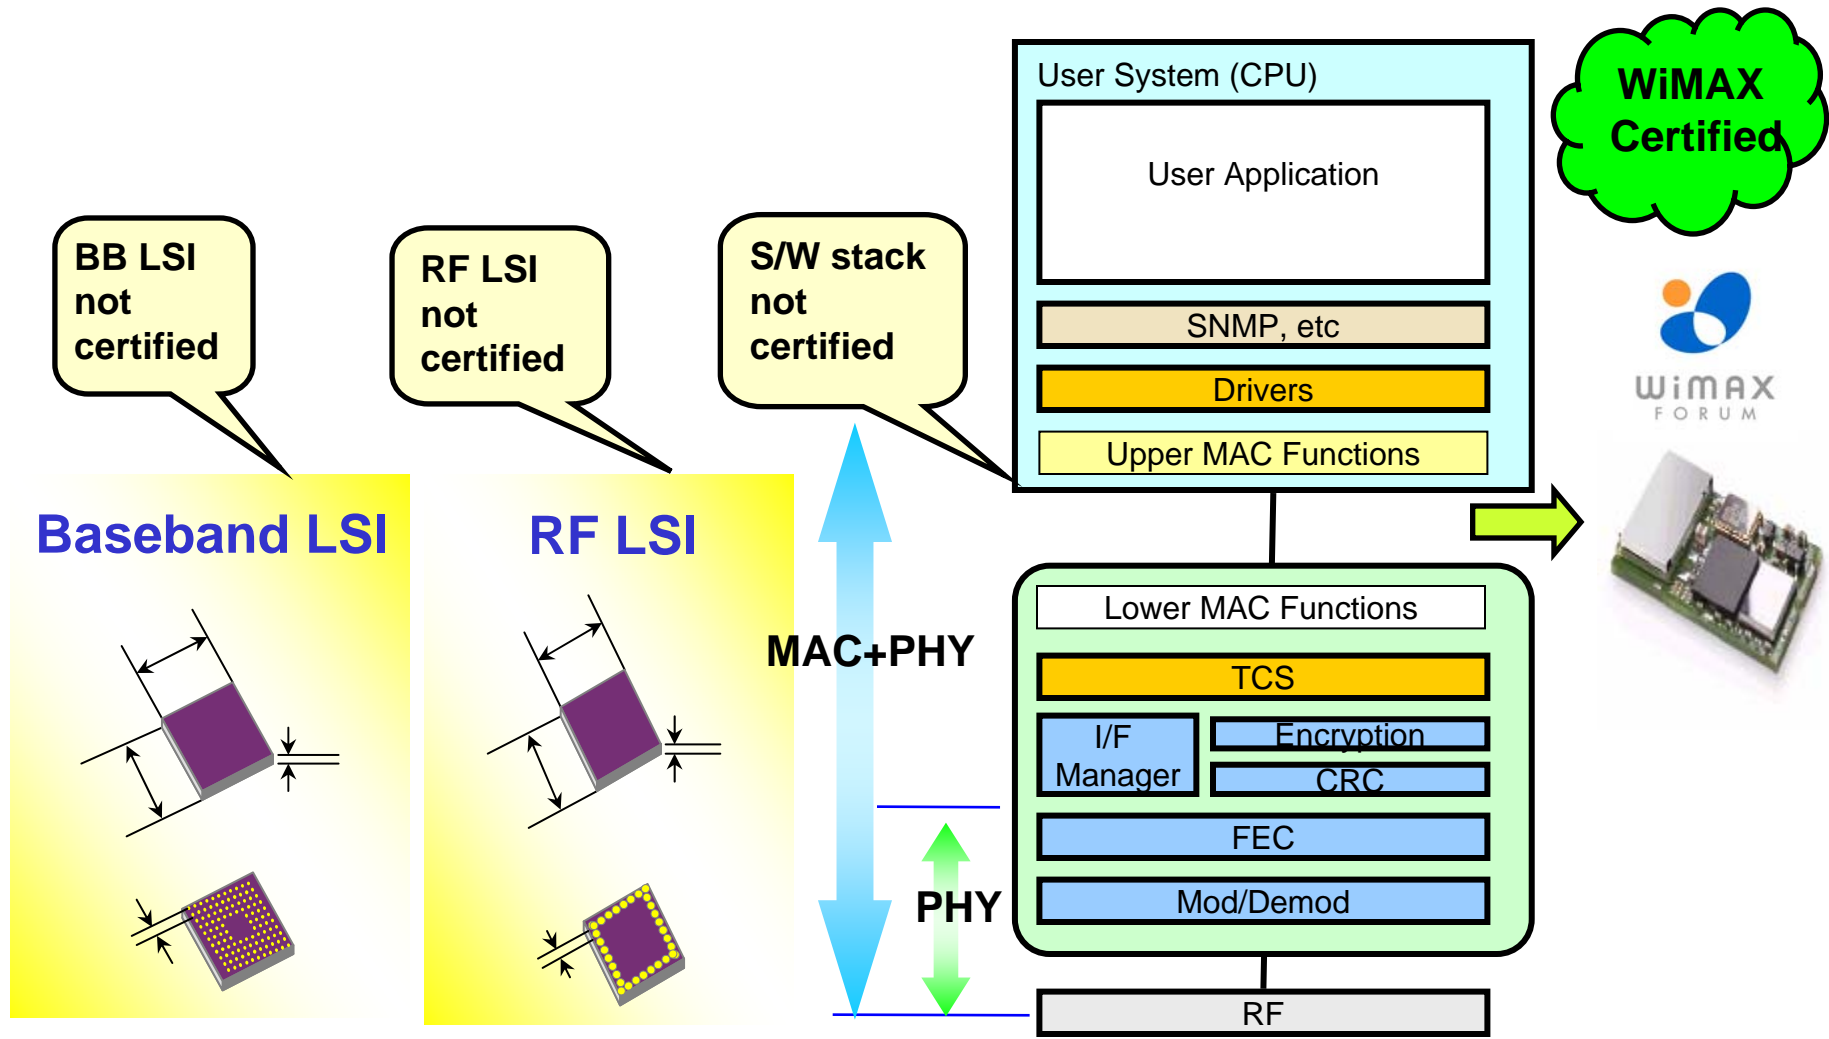 BB LSI
not
certified
RF LSI
not
certified
S/W stack
not
certified
Baseband LSI
RF LSI
MAC+PHY
PHY
User System (CPU)
User Application
SNMP, etc
Drivers
Upper MAC Functions
Lower MAC Functions
TCS
I/F
Manager
Encryption
CRC
FEC
Mod/Demod
RF
WiMAX
Certified
WiMAX
FORUM